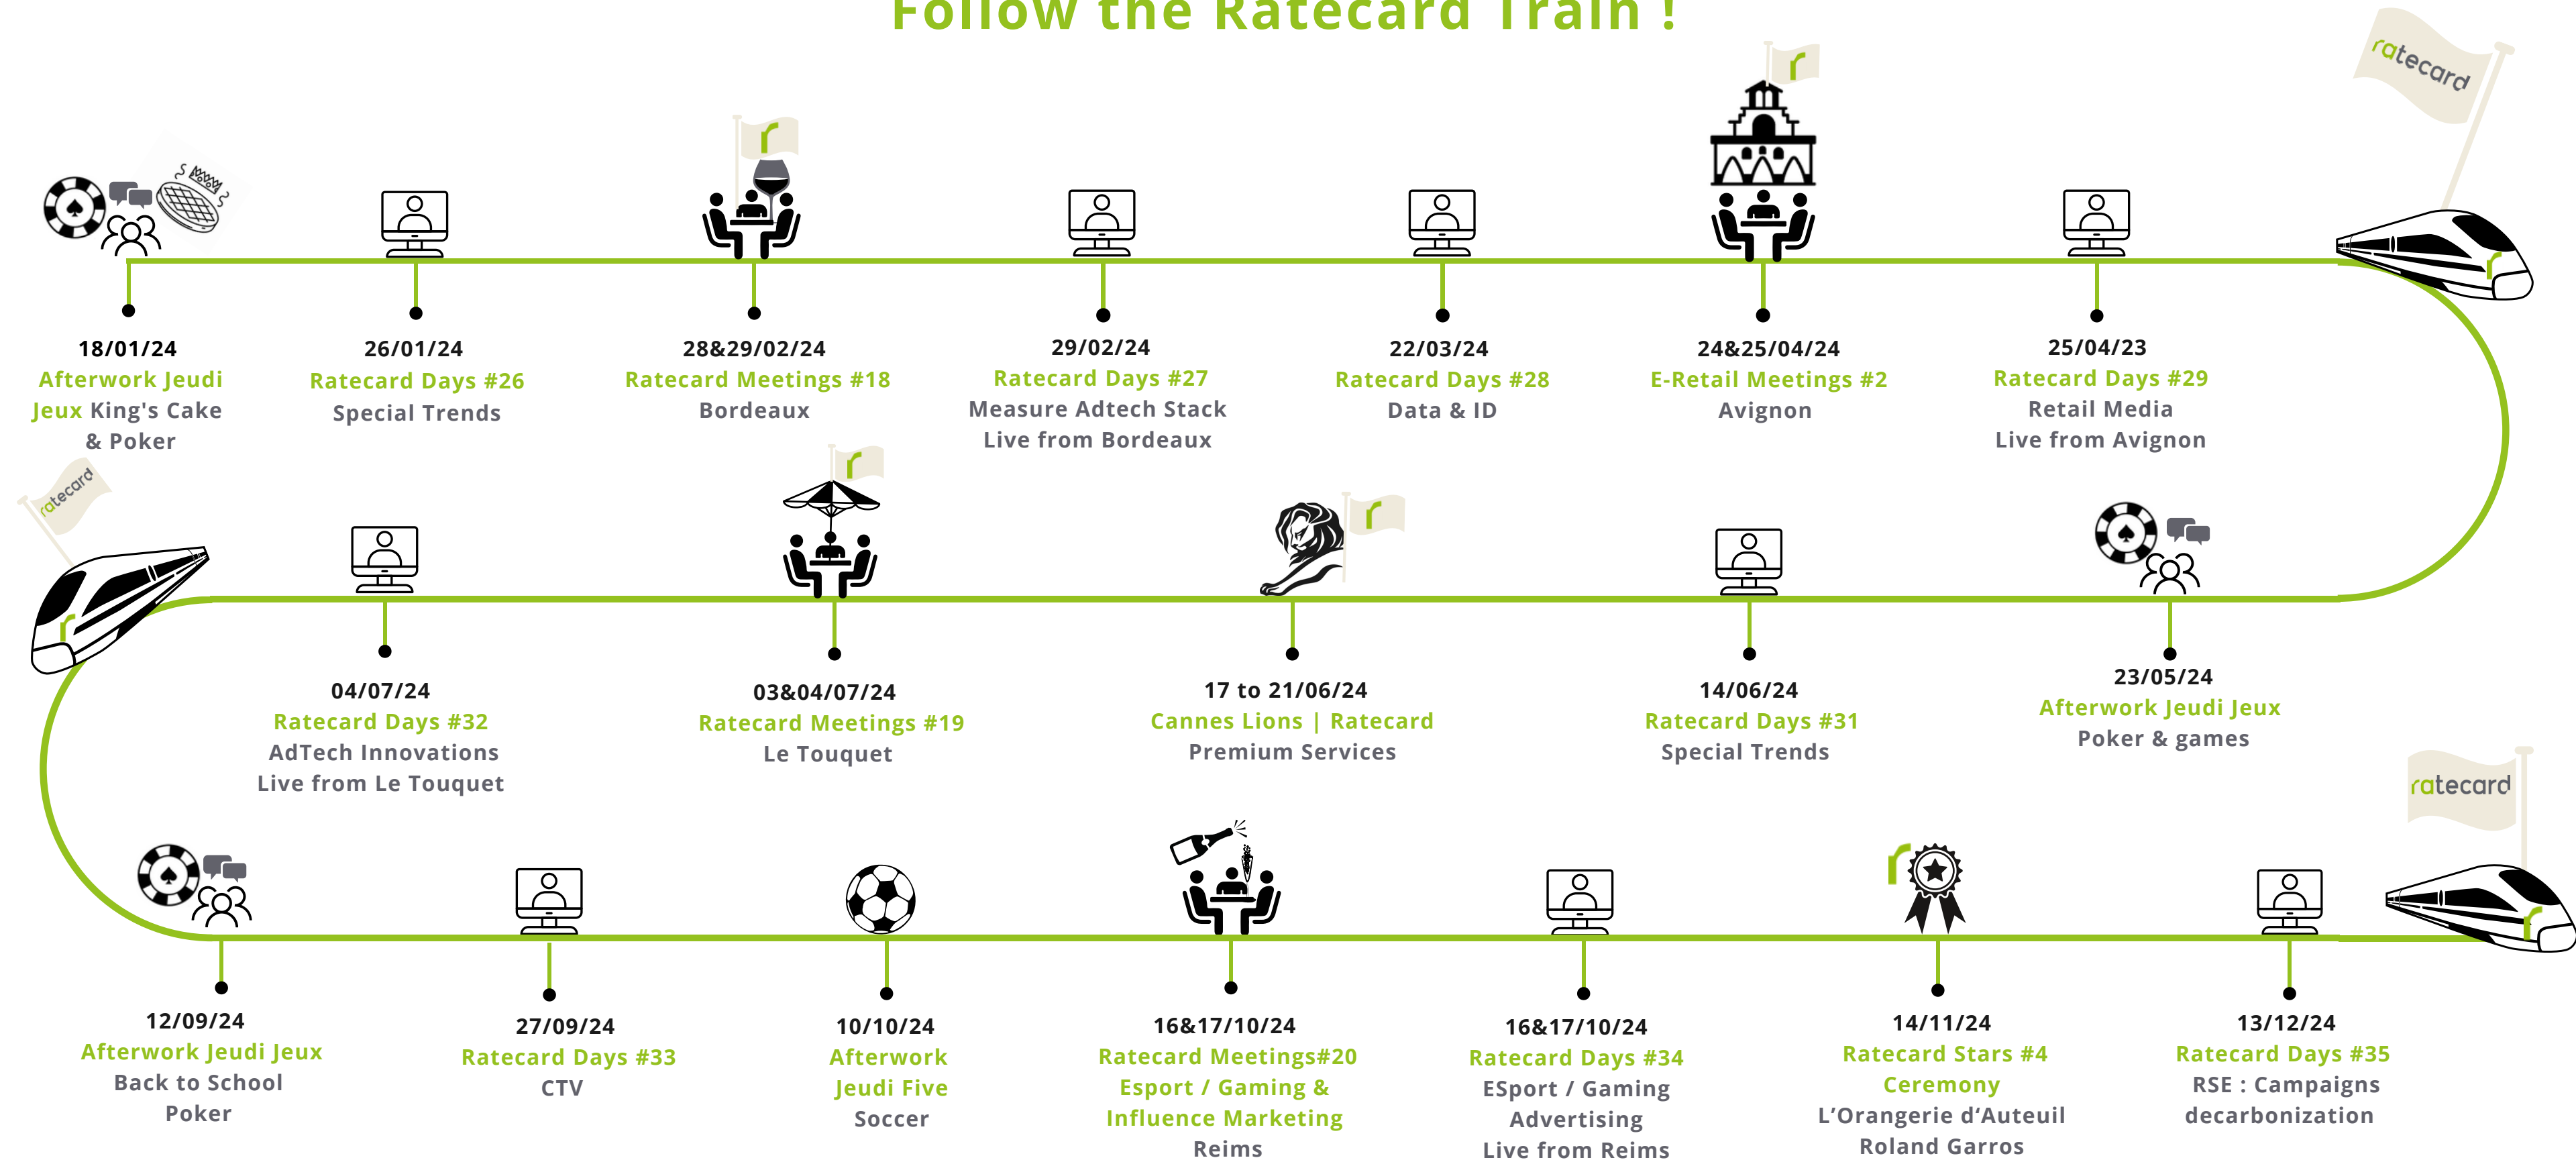 Follow the Ratecard Train !
ratecard
r
r
18/01/24
Afterwork Jeudi
Jeux King's Cake
& Poker
26/01/24
Ratecard Days #26
Special Trends
28&29/02/24
Ratecard Meetings #18
Bordeaux
29/02/24
Ratecard Days #27
Measure Adtech Stack
Live from Bordeaux
22/03/24
Ratecard Days #28
Data & ID
24&25/04/24
E-Retail Meetings #2
Avignon
25/04/23
Ratecard Days #29
Retail Media
Live from Avignon
r
ratecard
r
r
r
04/07/24
Ratecard Days #32
AdTech Innovations
Live from Le Touquet
03&04/07/24
Ratecard Meetings #19
Le Touquet
17 to 21/06/24
Cannes Lions | Ratecard
Premium Services
14/06/24
Ratecard Days #31
Special Trends
23/05/24
Afterwork Jeudi Jeux
Poker & games
ratecard
r
r
12/09/24
Afterwork Jeudi Jeux
Back to School
Poker
27/09/24
Ratecard Days #33
CTV
10/10/24
Afterwork
Jeudi Five
Soccer
16&17/10/24
Ratecard Meetings#20
Esport / Gaming &
Influence Marketing
Reims
16&17/10/24
Ratecard Days #34
ESport / Gaming
Advertising
Live from Reims
14/11/24
Ratecard Stars #4
Ceremony
L’Orangerie d‘Auteuil
Roland Garros
13/12/24
Ratecard Days #35
RSE : Campaigns
decarbonization